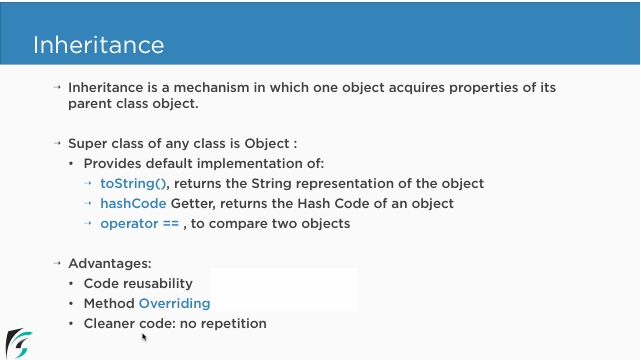 Inheritance
→ Inheritance is a mechanism in which one object acquires properties of its
parent class object.
→ Super class of any class is Object :
• Provides default implementation of:
→ toString(), returns the String representation of the object
→ hashCode Getter, returns the Hash Code of an object
→ operator == , to compare two objects
→ Advantages:
• Code reusability
• Method Overriding
• Cleaner code: no repetition